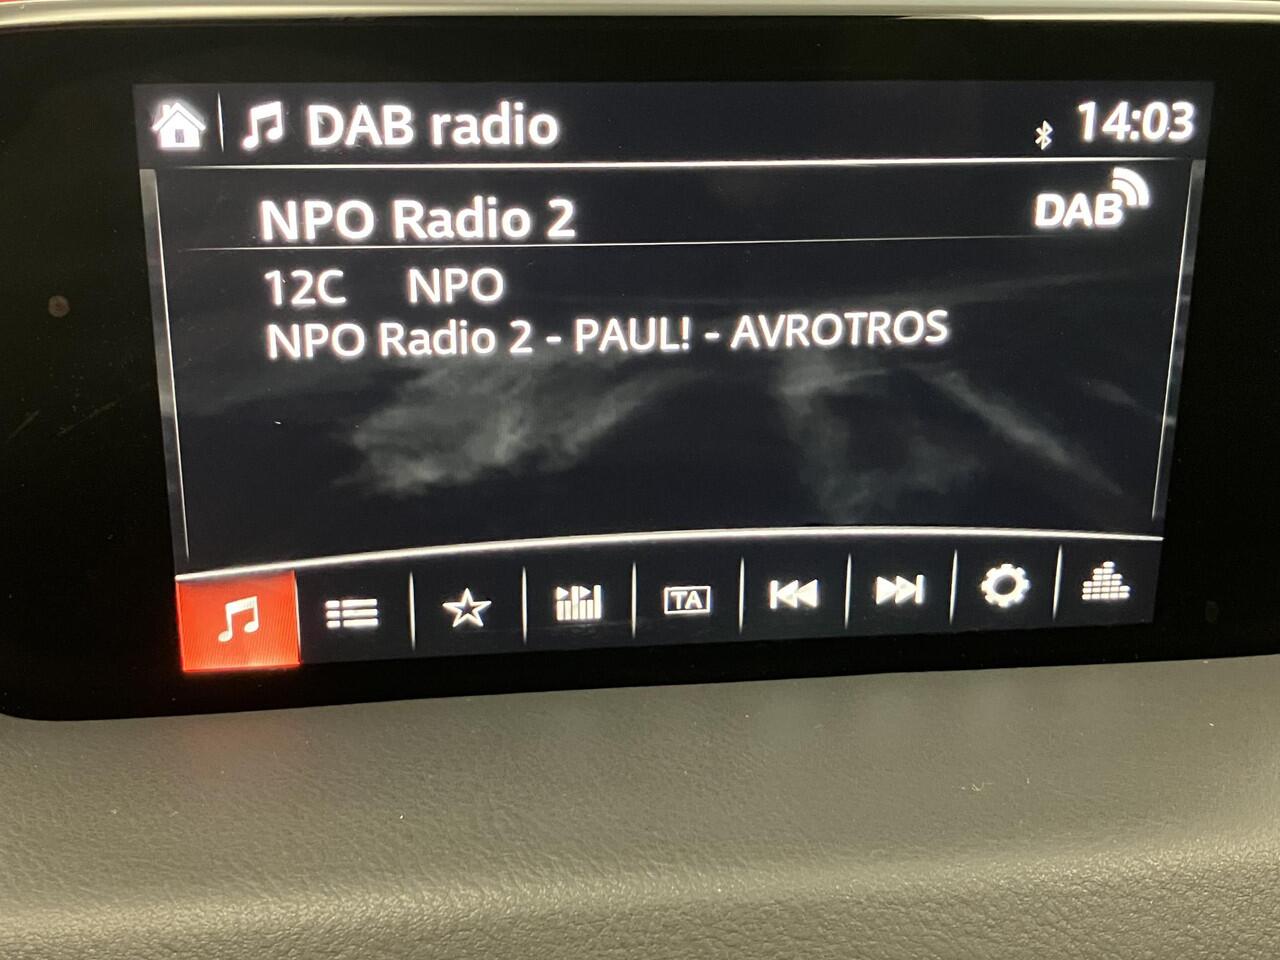 DAB radio 14:03
NPO Radio 2 DAB
12C NPO
NPO Radio 2 - PAUL! - AVROTROS
TA